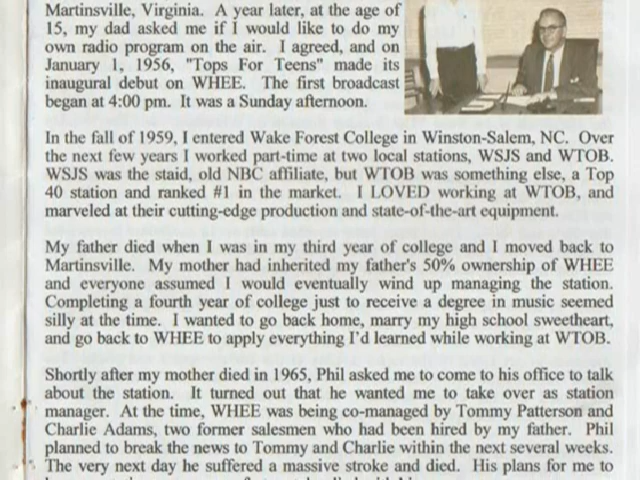 Martinsville, Virginia. A year later, at the age of
15, my dad asked me if I would like to do my
own radio program on the air. I agreed, and on
January 1, 1956, "Tops For Teens" made its
inaugural debut on WHEE. The first broadcast
began at 4:00 pm. It was a Sunday afternoon.
In the fall of 1959, I entered Wake Forest College in Winston-Salem, NC. Over
the next few years I worked part-time at two local stations, WSJS and WTOB.
WSJS was the staid, old NBC affiliate, but WTOB was something else, a Top
40 station and ranked #1 in the market. I LOVED working at WTOB, and
marveled at their cutting-edge production and state-of-the-art equipment.
My father died when I was in my third year of college and I moved back to
Martinsville. My mother had inherited my father's 50% ownership of WHEE
and everyone assumed I would eventually wind up managing the station.
Completing a fourth year of college just to receive a degree in music seemed
silly at the time. I wanted to go back home, marry my high school sweetheart,
and go back to WHEE to apply everything I'd learned while working at WTOB.
Shortly after my mother died in 1965, Phil asked me to come to his office to talk
about the station. It turned out that he wanted me to take over as station
manager. At the time, WHEE was being co-managed by Tommy Patterson and
Charlie Adams, two former salesmen who had been hired by my father. Phil
planned to break the news to Tommy and Charlie within the next several weeks.
The very next day he suffered a massive stroke and died. His plans for me to